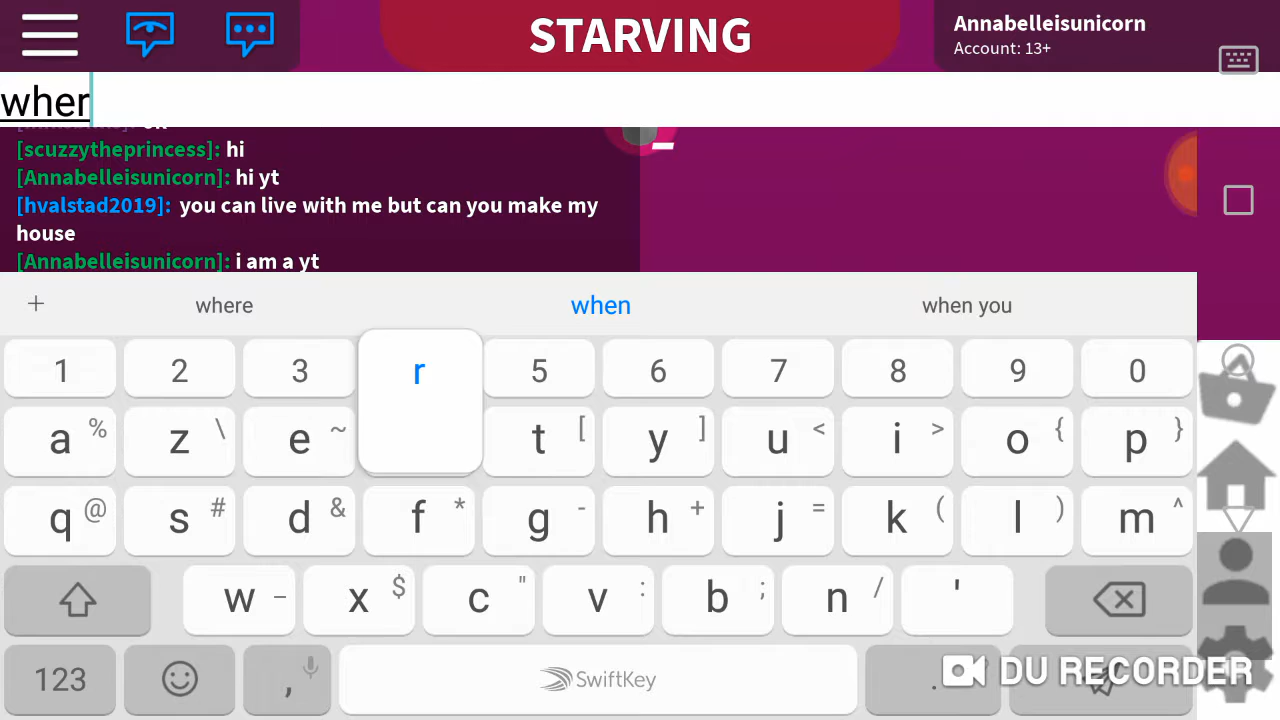 STARVING
Annabelleisunicorn
Account: 13+
wher
[scuzzytheprincess]: hi
[Annabelleisunicorn]: hi yt
[hvalstad2019]: you can live with me but can you make my
house
[Annabelleisunicorn]: i am a yt
+ where when when you
1 2 3 r 5 6 7 8 9 0
a % z \ e ~ t [ y ] u < i > o { p }
q @ s # d & f * g - h + j = k ( l ) m ^
w _ x $ c " v : b ; n / '
123 , SwiftKey .
DU RECORDER